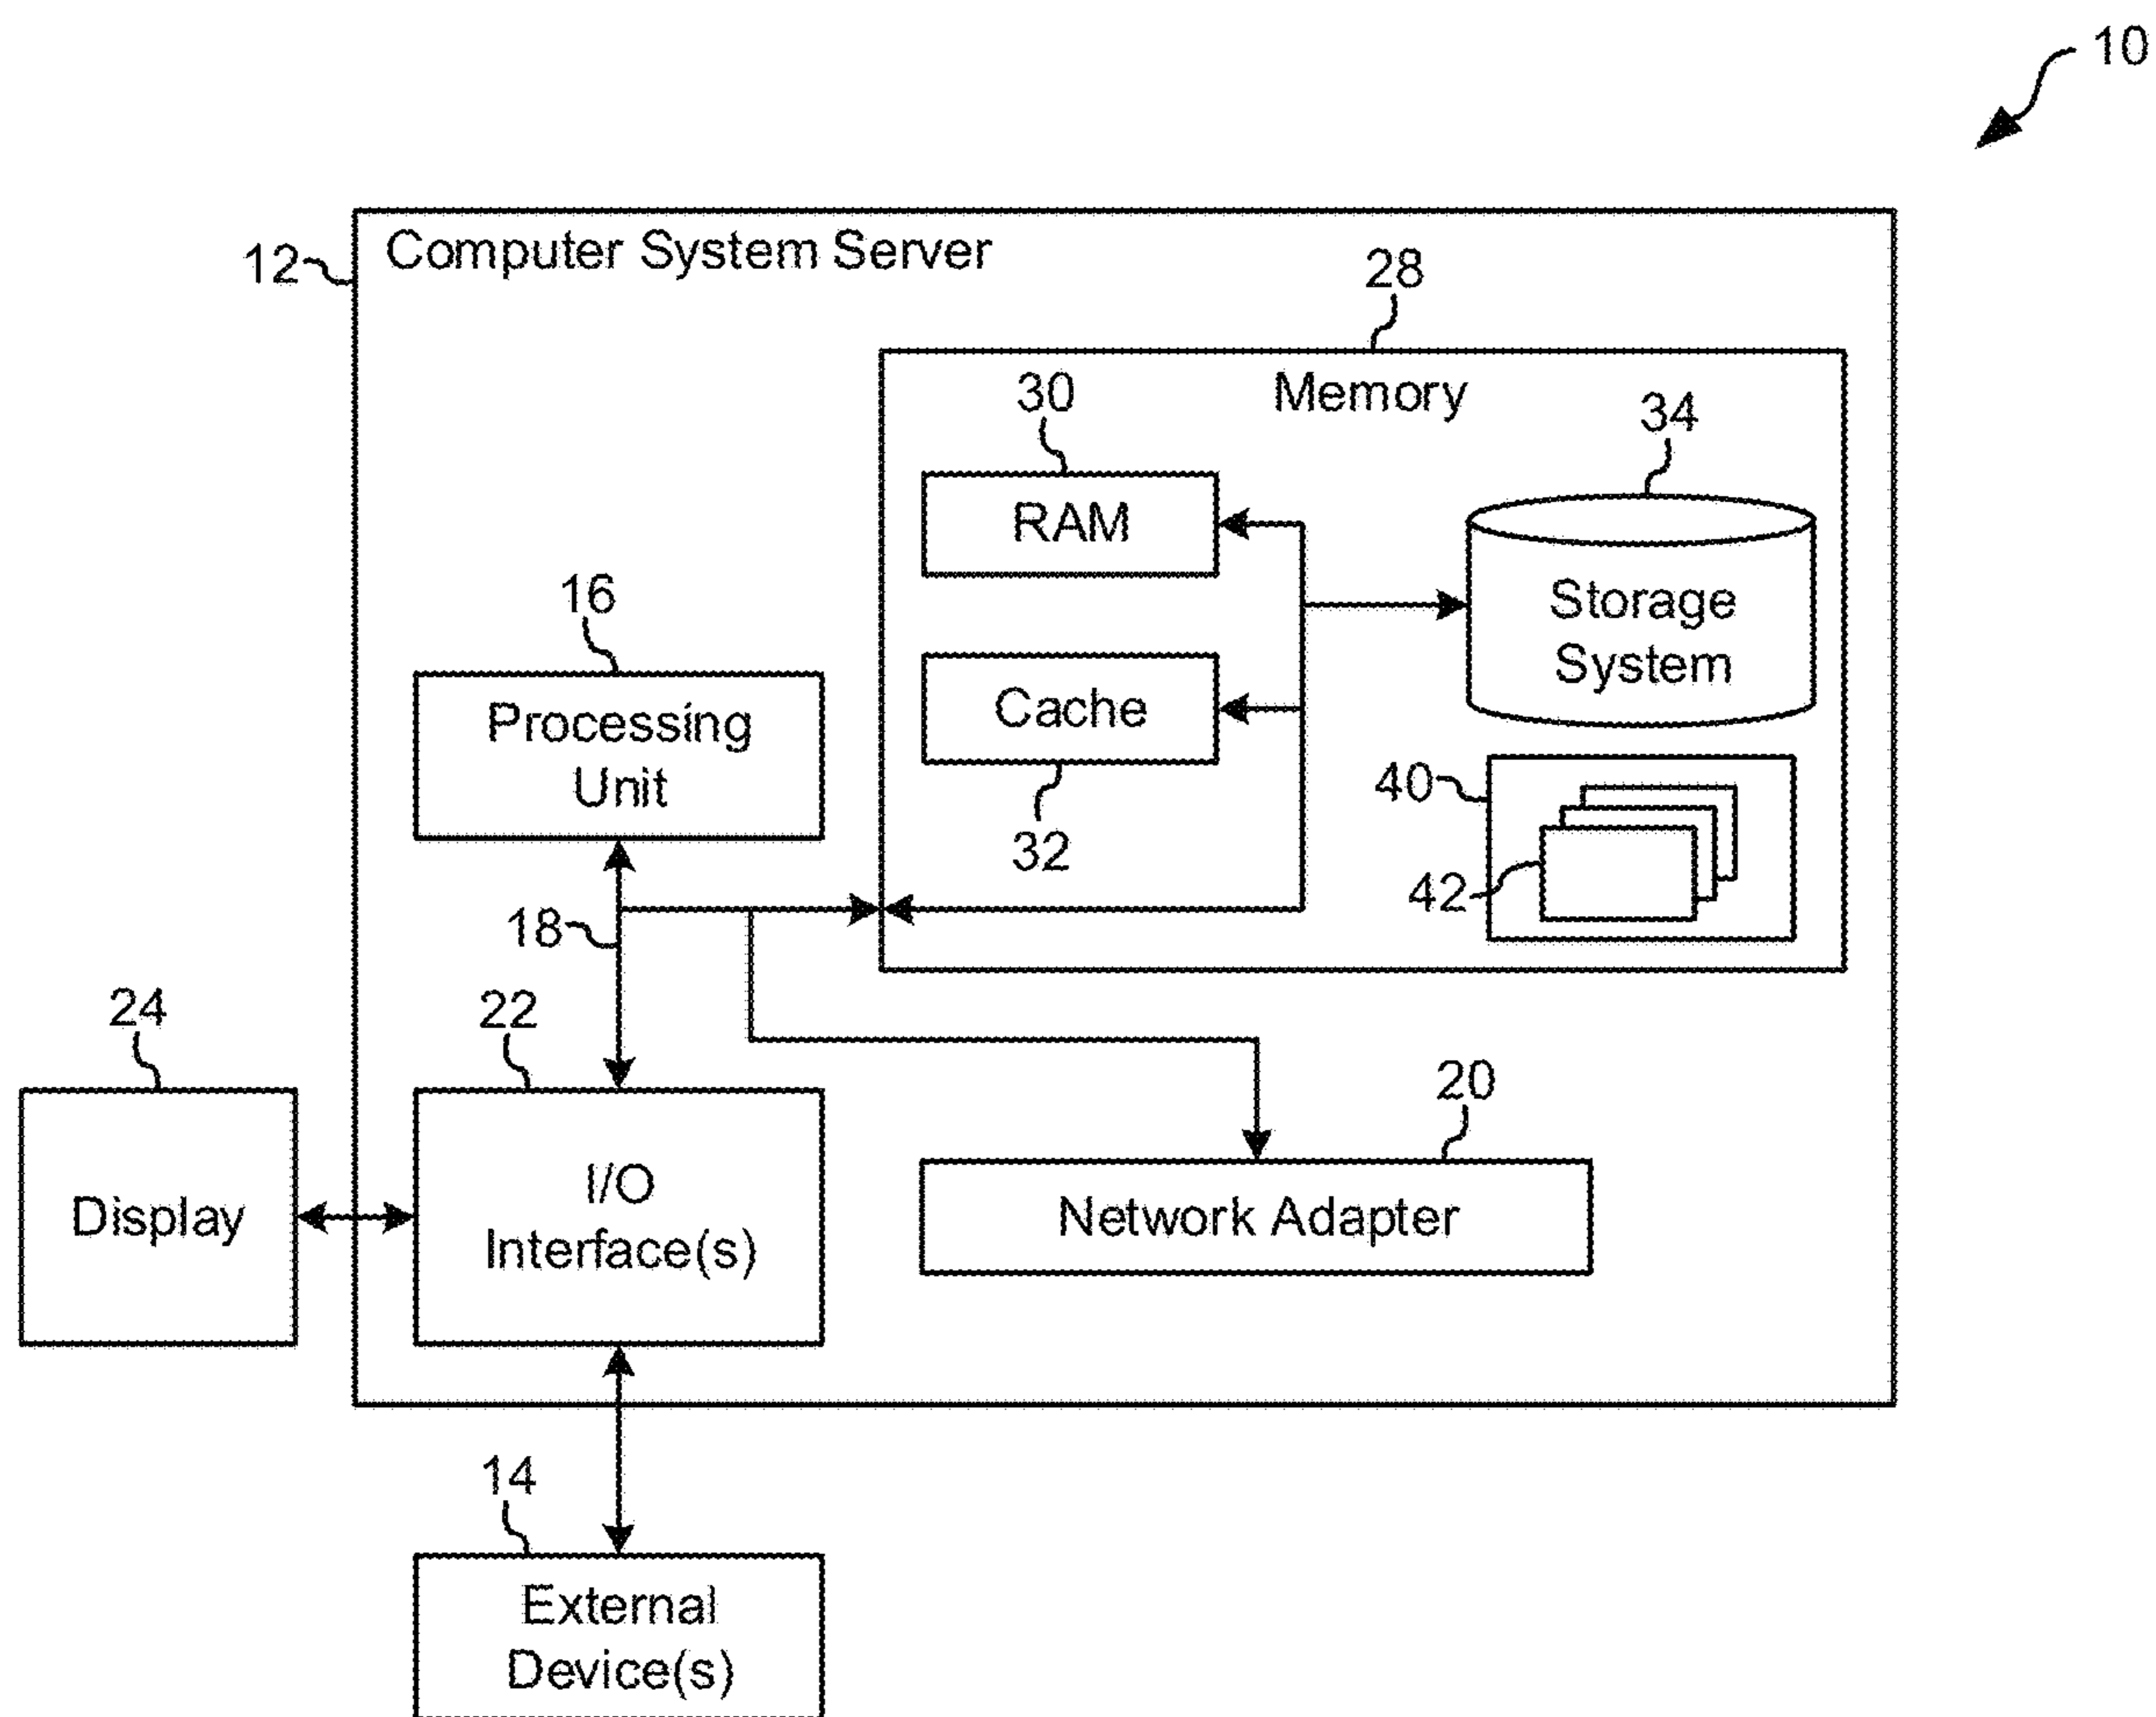 10
12
Computer System Server
28
Memory
30
RAM
34
Storage
System
16
Processing
Unit
Cache
32
40
42
18
24
Display
22
I/O
Interface(s)
20
Network Adapter
14
External
Device(s)